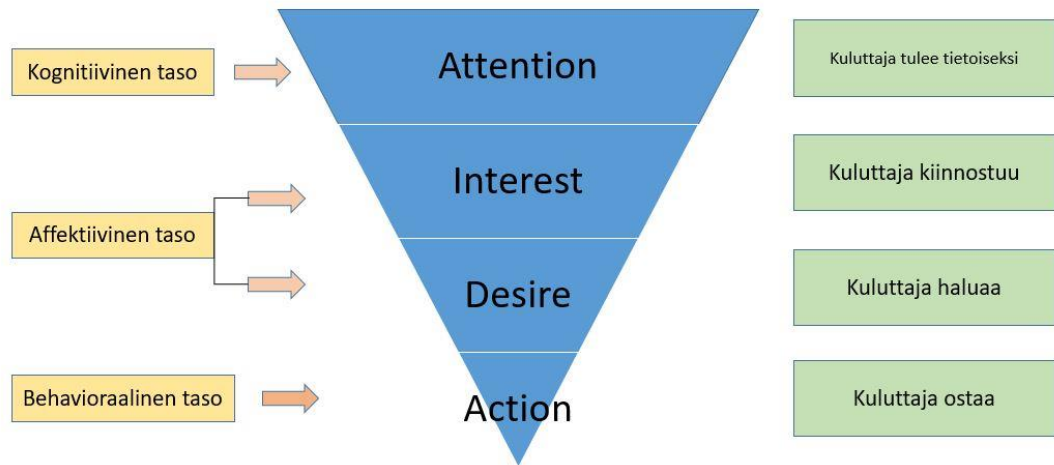 Kognitiivinen taso
Attention
Kuluttaja tulee tietoiseksi
Interest
Kuluttaja kiinnostuu
Affektiivinen taso
Desire
Kuluttaja haluaa
Behavioraalinen taso
Action
Kuluttaja ostaa